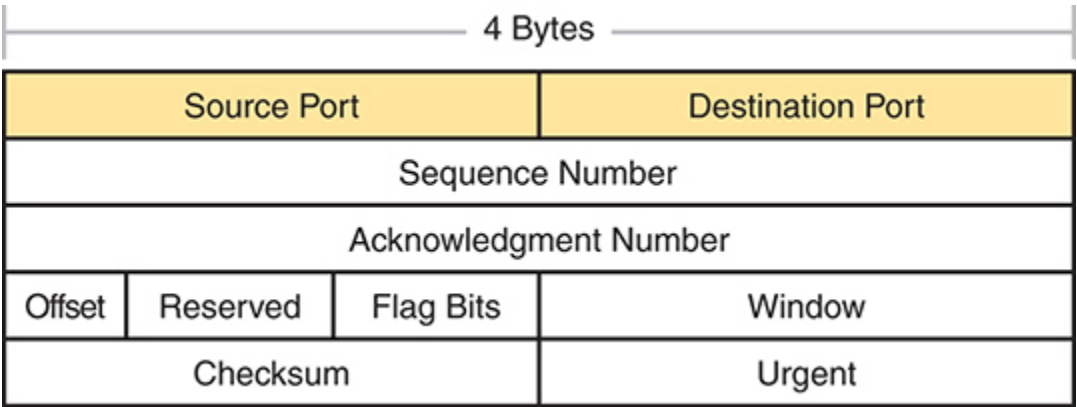 4 Bytes
Source Port Destination Port
Sequence Number
Acknowledgment Number
Offset Reserved Flag Bits Window
Checksum Urgent